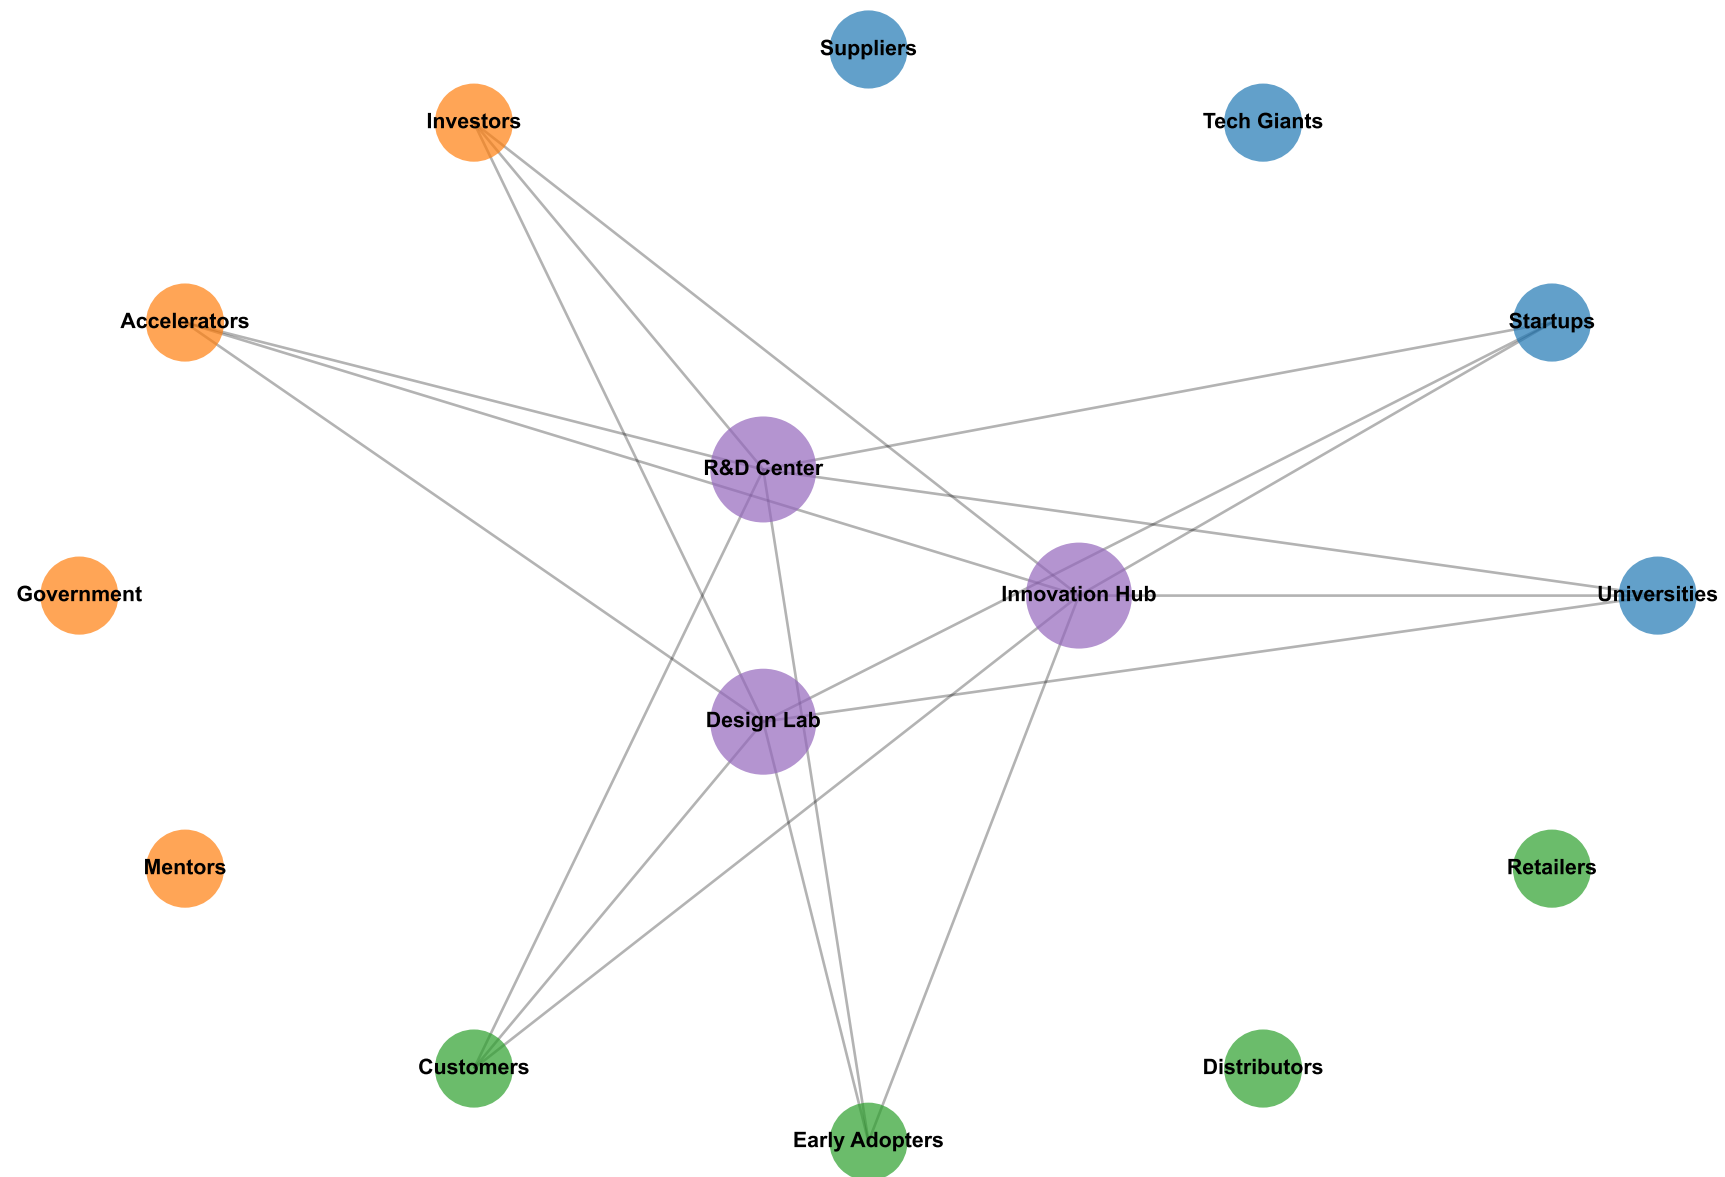 Suppliers
Investors
Tech Giants
Accelerators
Startups
R&D Center
Government
Innovation Hub
Universities
Design Lab
Mentors
Retailers
Customers
Distributors
Early Adopters